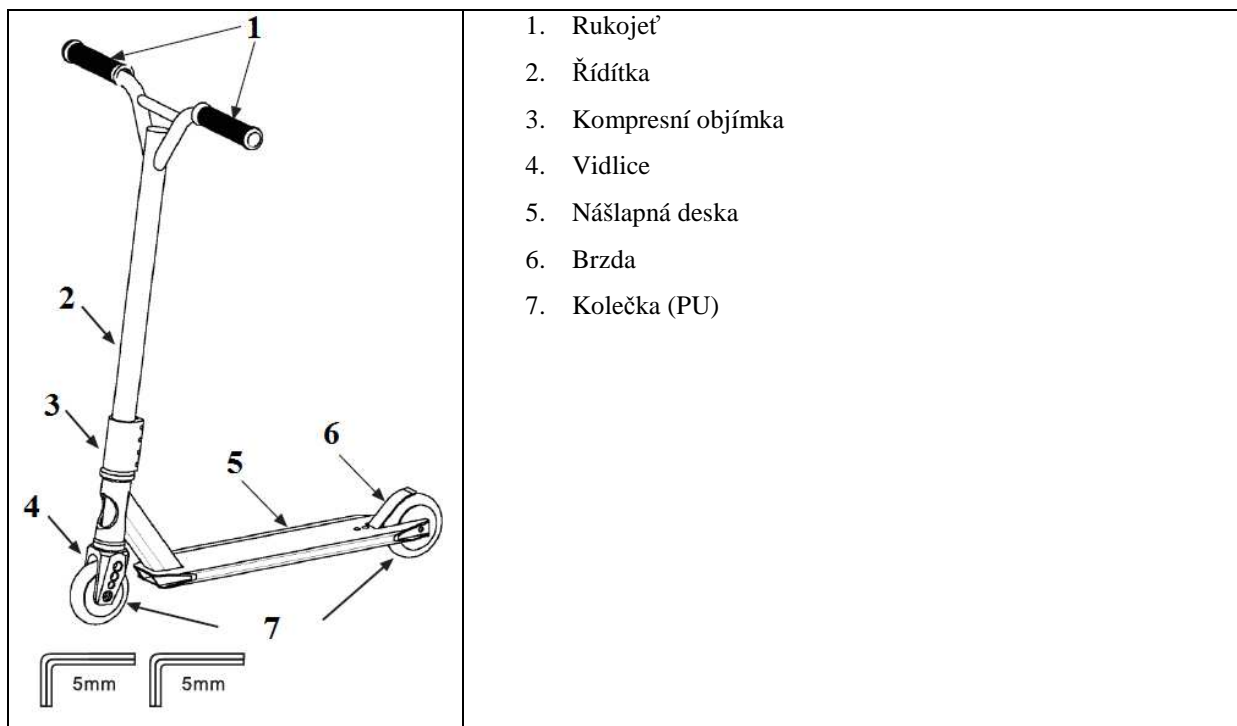 1
2
3
4
5
6
7
5mm 5mm
1. Rukojeť
2. Řídítka
3. Kompresní objímka
4. Vidlice
5. Nášlapná deska
6. Brzda
7. Kolečka (PU)